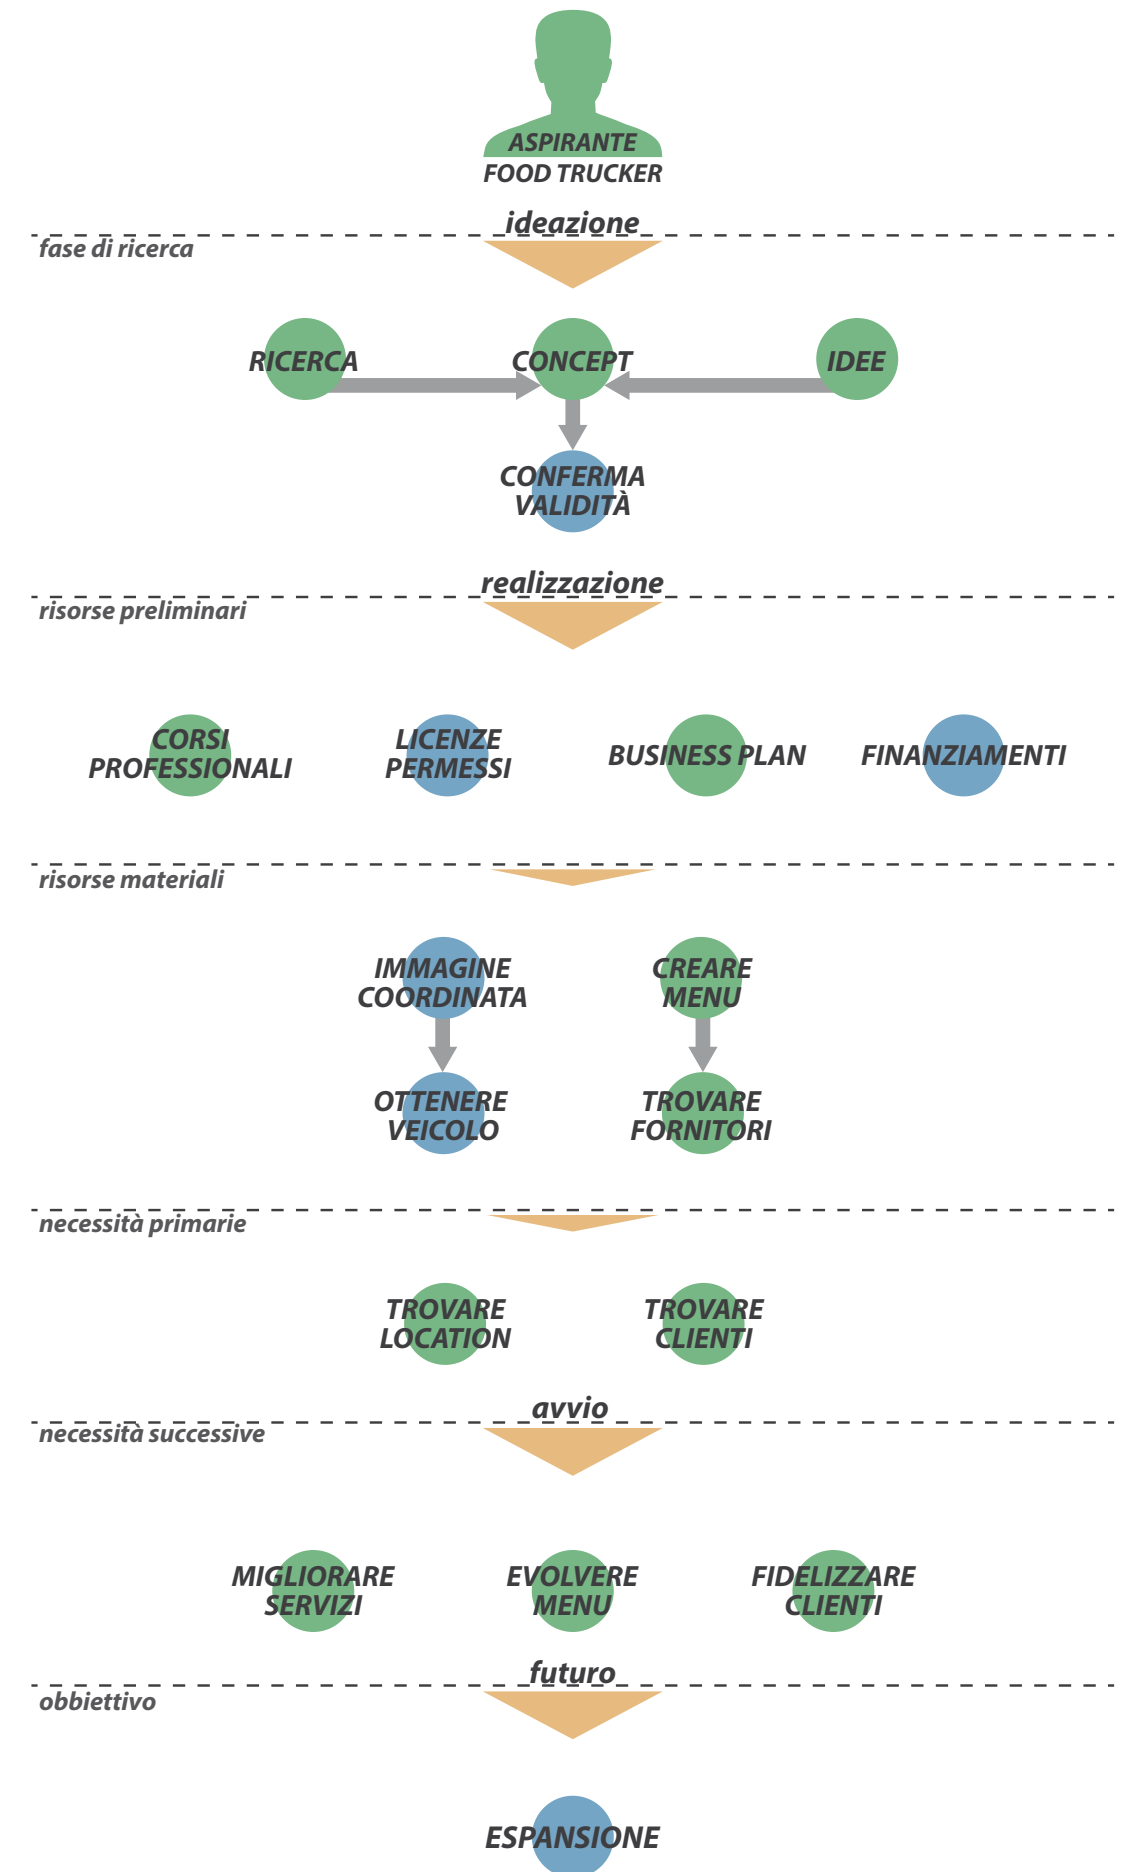 ASPIRANTE
FOOD TRUCKER
ideazione
fase di ricerca
RICERCA
CONCEPT
IDEE
CONFERMA
VALIDITÀ
realizzazione
risorse preliminari
CORSI
PROFESSIONALI
LICENZE
PERMESSI
BUSINESS PLAN
FINANZIAMENTI
risorse materiali
IMMAGINE
COORDINATA
CREARE
MENU
OTTENERE
VEICOLO
TROVARE
FORNITORI
necessità primarie
TROVARE
LOCATION
TROVARE
CLIENTI
avvio
necessità successive
MIGLIORARE
SERVIZI
EVOLVERE
MENU
FIDELIZZARE
CLIENTI
futuro
obbiettivo
ESPANSIONE